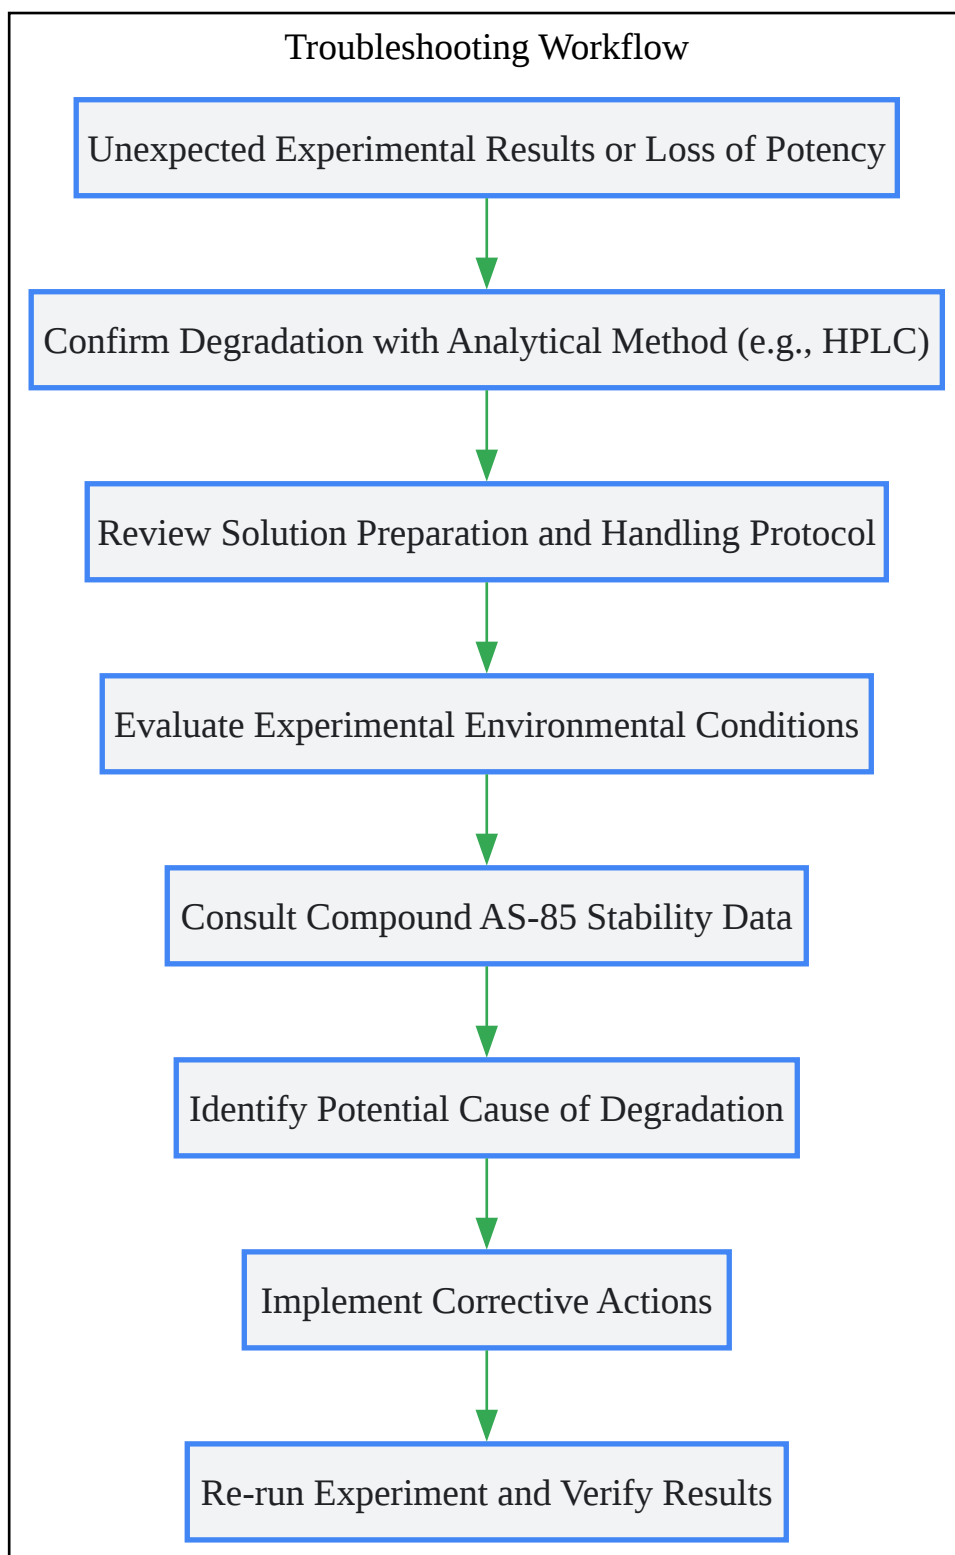 Troubleshooting Workflow
Unexpected Experimental Results or Loss of Potency
Confirm Degradation with Analytical Method (e.g., HPLC)
Review Solution Preparation and Handling Protocol
Evaluate Experimental Environmental Conditions
Consult Compound AS-85 Stability Data
Identify Potential Cause of Degradation
Implement Corrective Actions
Re-run Experiment and Verify Results